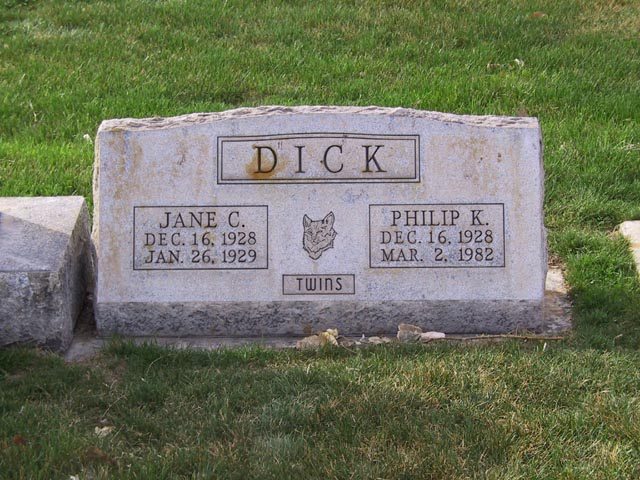 DICK
JANE C.
DEC. 16, 1928
JAN. 26, 1929
PHILIP K.
DEC. 16, 1928
MAR. 2, 1982
TWINS